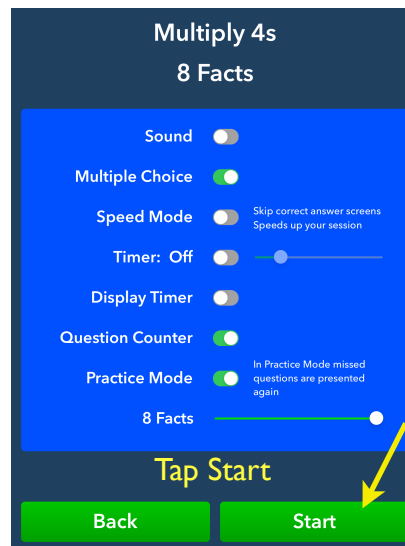 Multiply 4s
8 Facts
Sound
Multiple Choice
Speed Mode
Skip correct answer screens
Speeds up your session
Timer: Off
Display Timer
Question Counter
Practice Mode
In Practice Mode missed
questions are presented
again
8 Facts
Tap Start
Back
Start